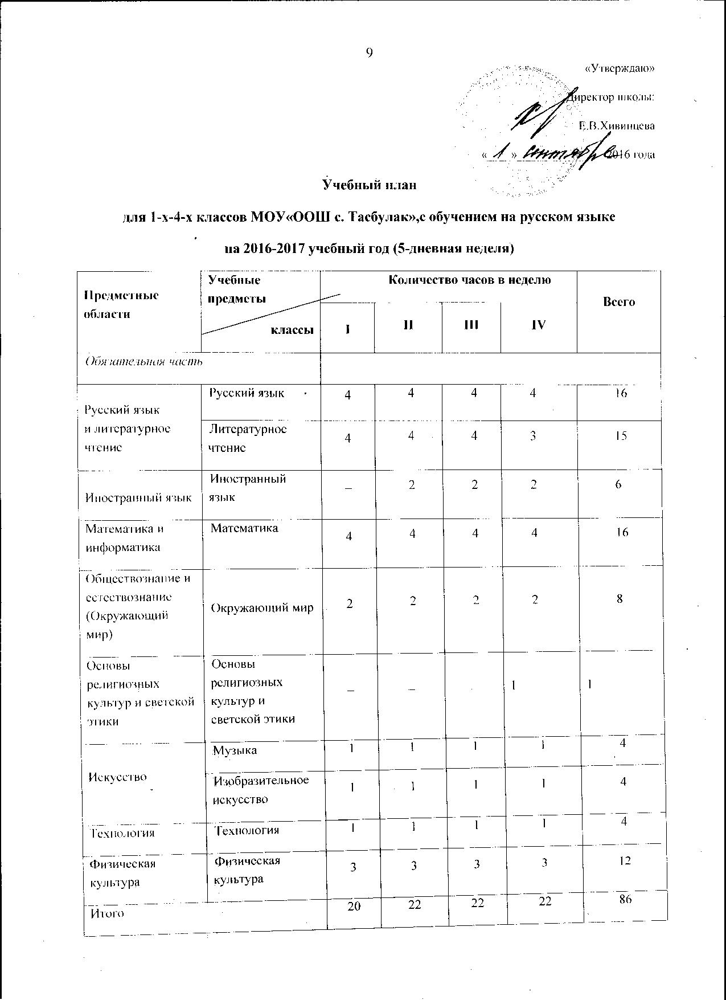 9
«Утверждаю»
Директор школы:
Е.В.Хивинцева
« 1 » сентября 2016 года
Учебный план
для 1-х-4-х классов МОУ«ООШ с. Тасбулак»,с обучением на русском языке
на 2016-2017 учебный год (5-дневная неделя)
Предметные области
Учебные предметы
классы
Количество часов в неделю
Всего
I II III IV
Обязательная часть
Русский язык и литературное чтение
Русский язык 4 4 4 4 16
Литературное чтение 4 4 4 3 15
Иностранный язык
Иностранный язык – 2 2 2 6
Математика и информатика
Математика 4 4 4 4 16
Обществознание и естествознание (Окружающий мир)
Окружающий мир 2 2 2 2 8
Основы религиозных культур и светской этики
Основы религиозных культур и светской этики – – 1 1
Искусство
Музыка 1 1 1 1 4
Изобразительное искусство 1 1 1 1 4
Технология
Технология 1 1 1 1 4
Физическая культура
Физическая культура 3 3 3 3 12
Итого 20 22 22 22 86